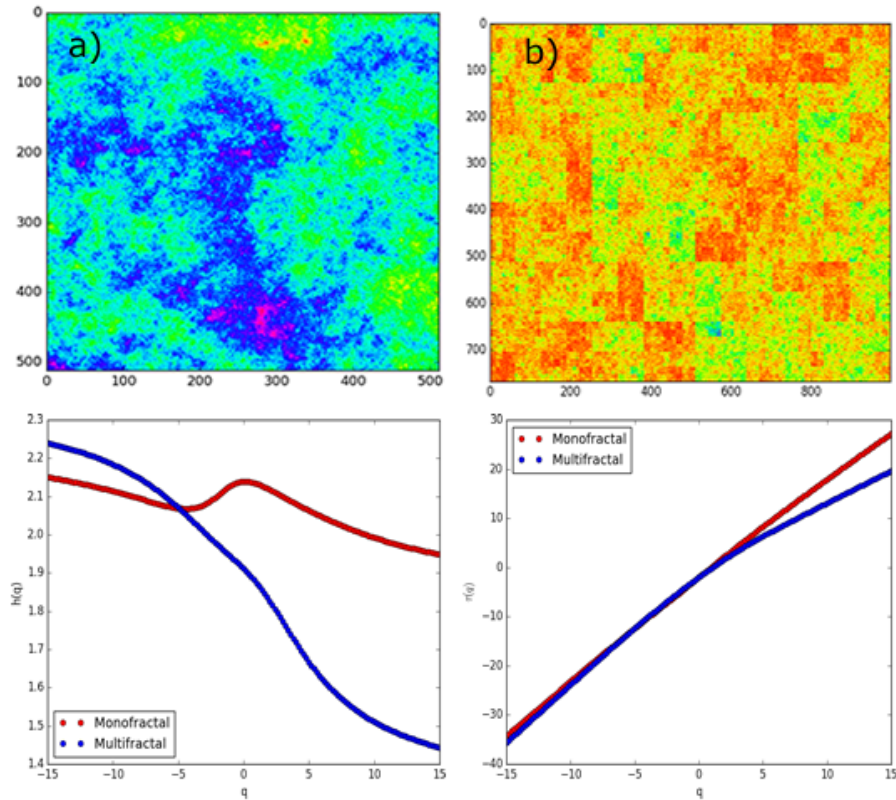 a)
0
100
200
300
400
500
0 100 200 300 400 500
b)
0
100
200
300
400
500
600
700
0 200 400 600 800
2.3
2.2
2.1
2.0
1.9
1.8
1.7
1.6
1.5
1.4
h(q)
Monofractal
Multifractal
−15 −10 −5 0 5 10 15
q
30
20
10
0
−10
−20
−30
−40
τ(q)
Monofractal
Multifractal
−15 −10 −5 0 5 10 15
q